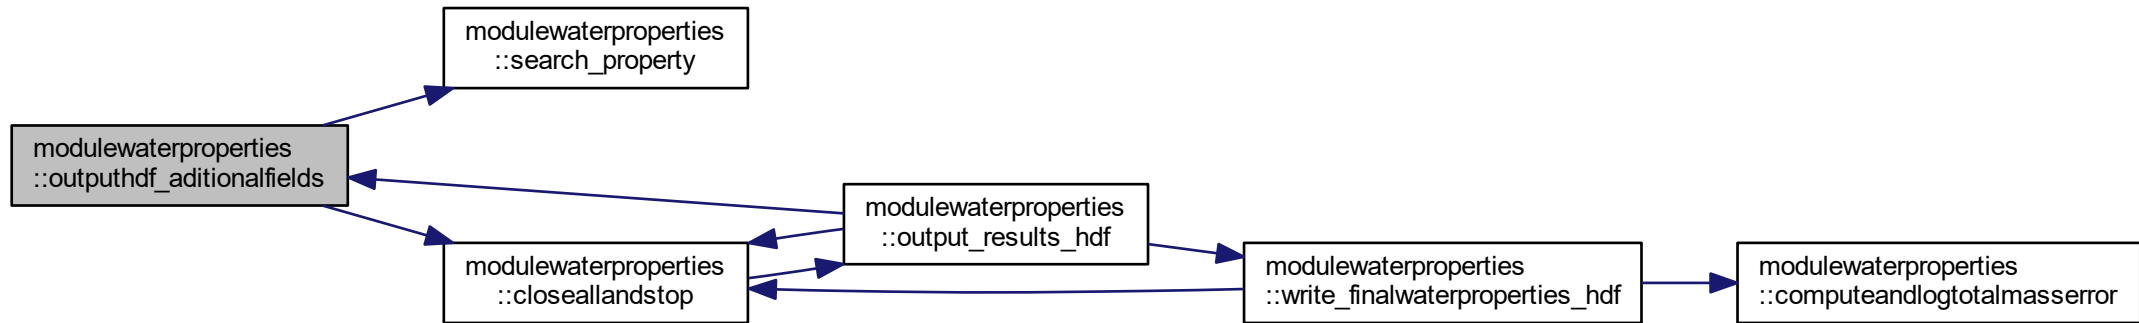 modulewaterproperties
::search_property
modulewaterproperties
::outputhdf_aditionalfields
modulewaterproperties
::output_results_hdf
modulewaterproperties
::closeallandstop
modulewaterproperties
::write_finalwaterproperties_hdf
modulewaterproperties
::computeandlogtotalmasserror